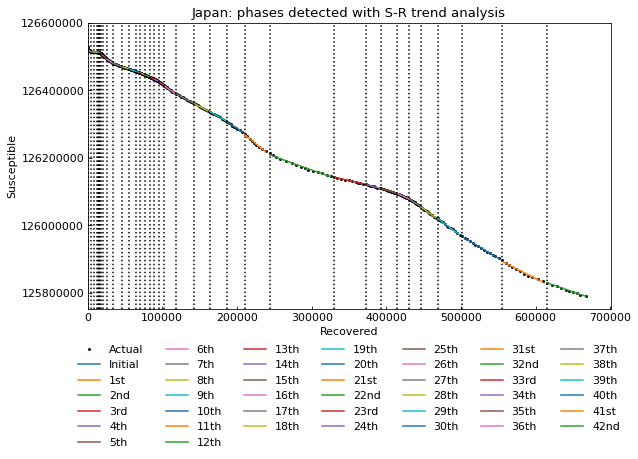 Japan: phases detected with S-R trend analysis
126600000
126400000
126200000
126000000
125800000
Susceptible
0 100000 200000 300000 400000 500000 600000 700000
Recovered
Actual 6th 13th 19th 25th 31st 37th
Initial 7th 14th 20th 26th 32nd 38th
1st 8th 15th 21st 27th 33rd 39th
2nd 9th 16th 22nd 28th 34th 40th
3rd 10th 17th 23rd 29th 35th 41st
4th 11th 18th 24th 30th 36th 42nd
5th 12th